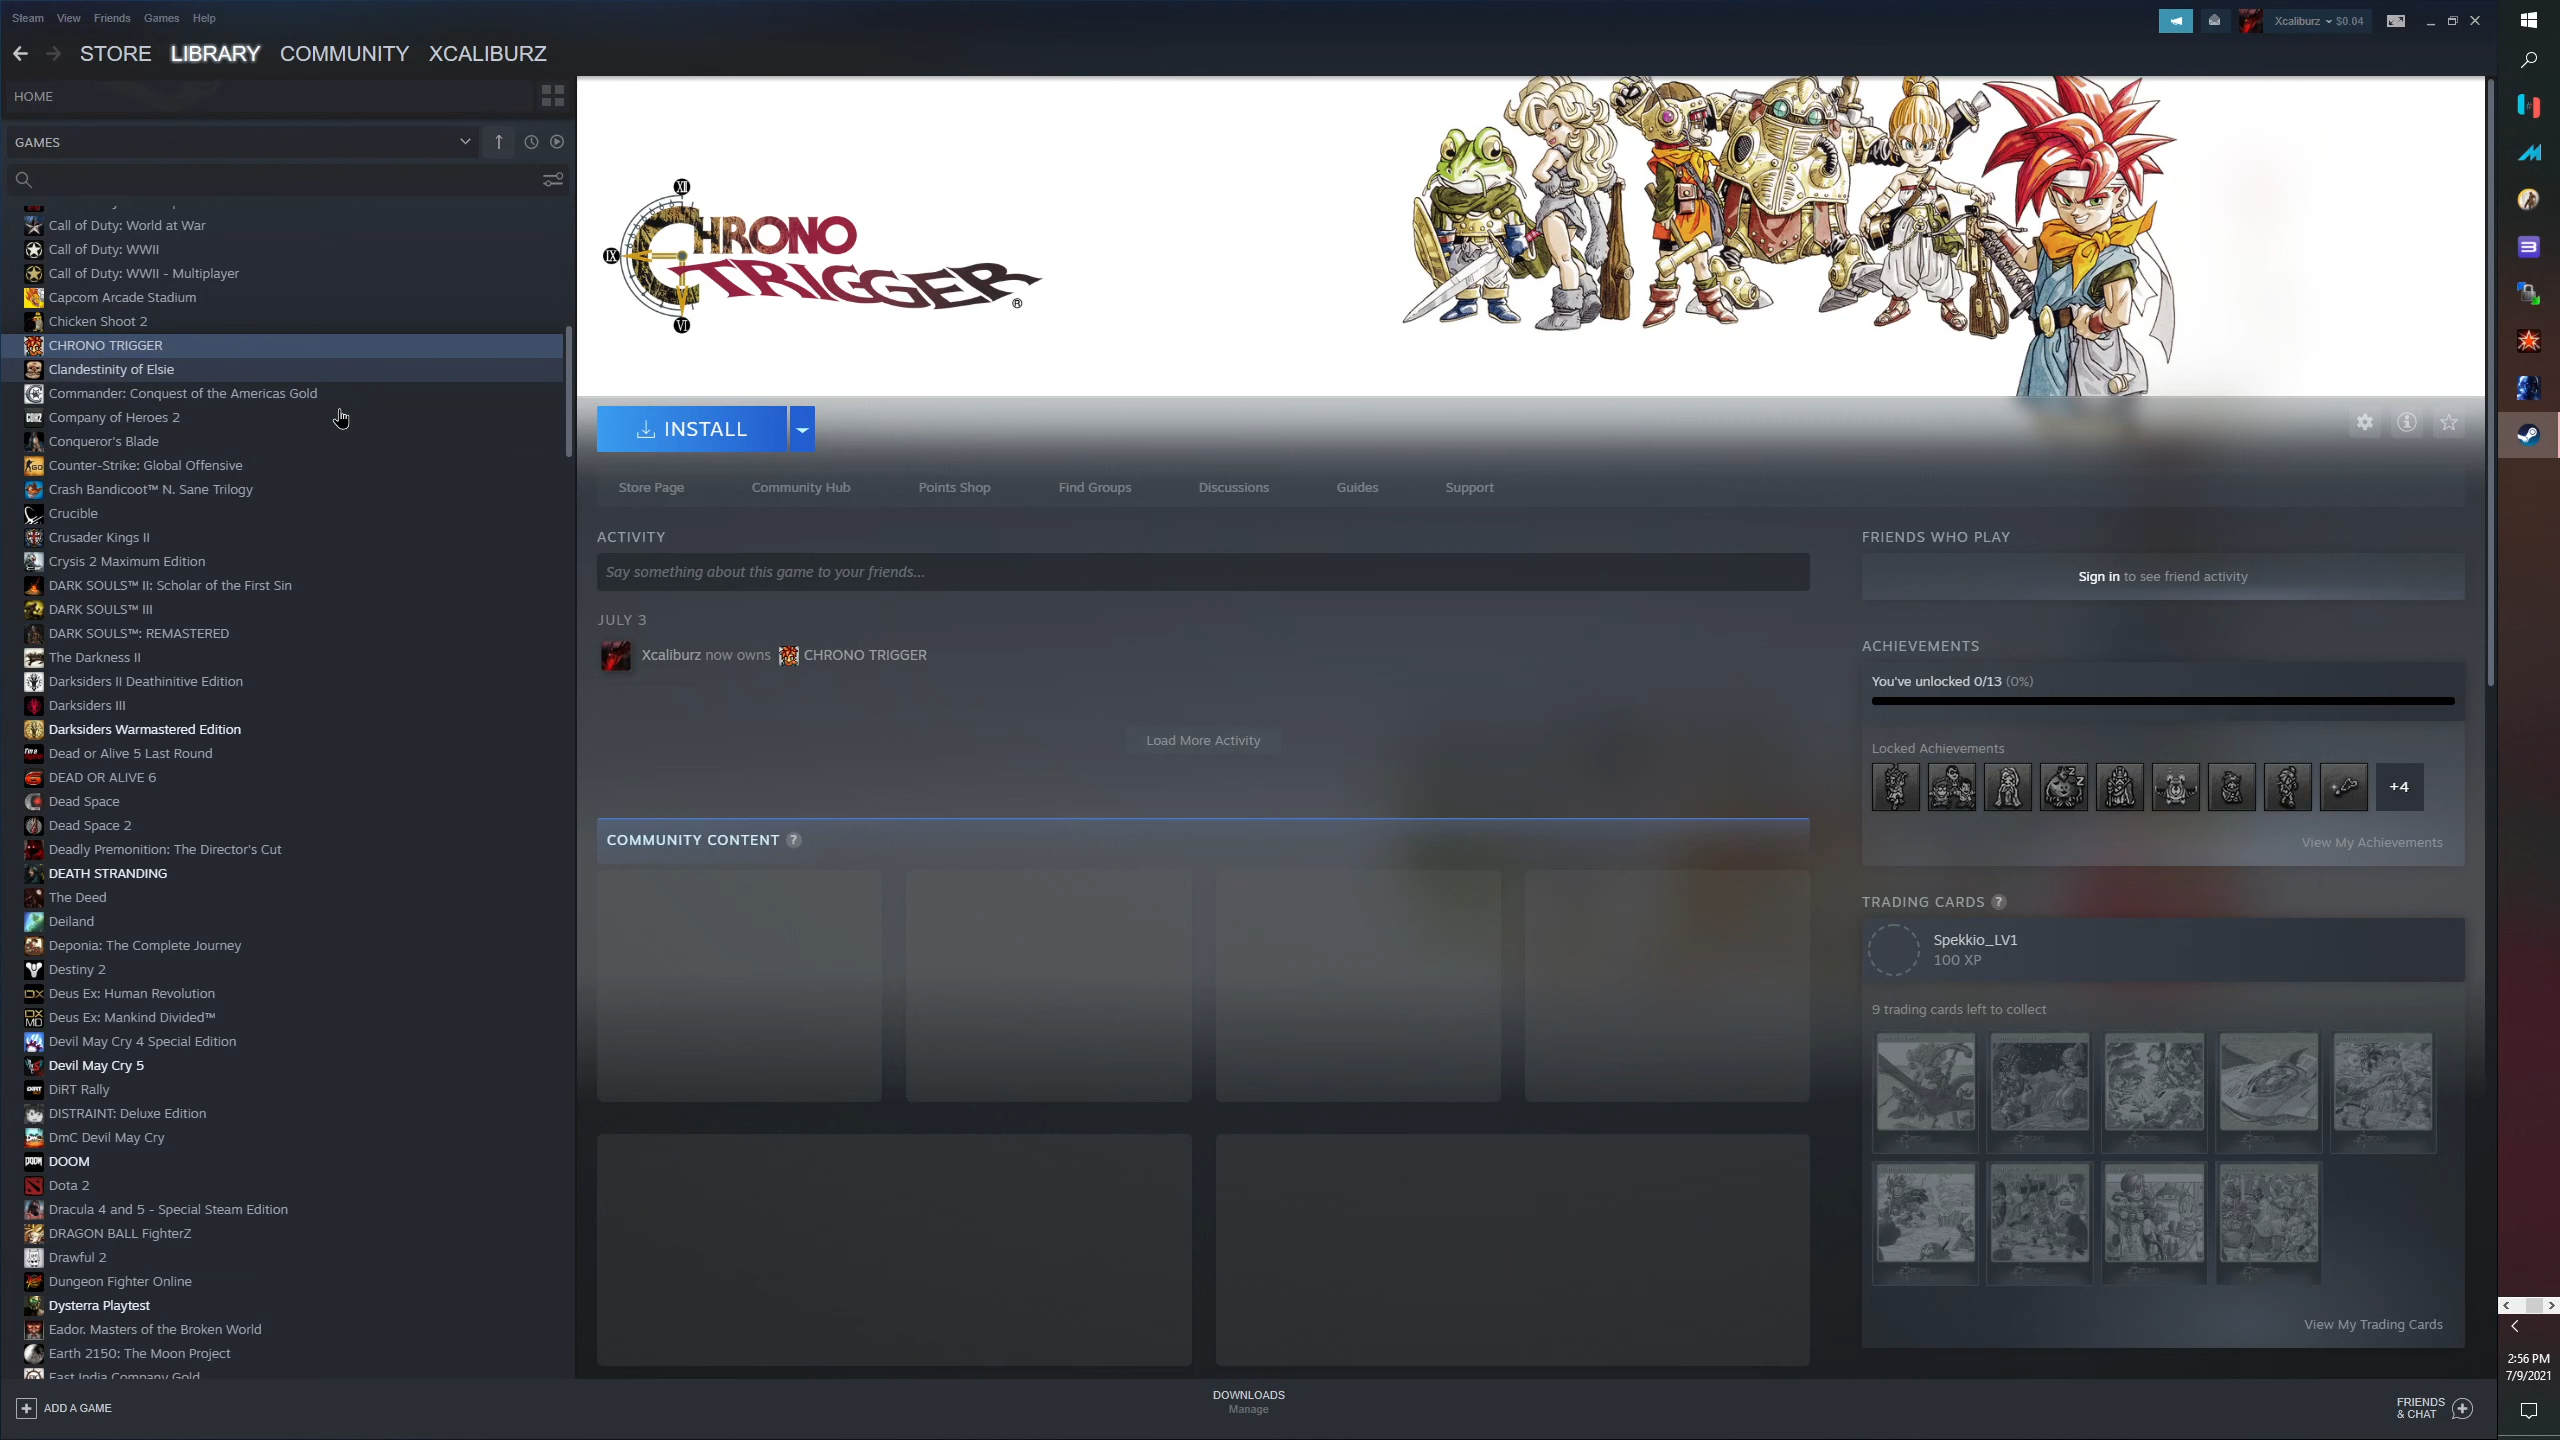 Steam View Friends Games Help
Xcaliburz $0.04
STORE LIBRARY COMMUNITY XCALIBURZ
HOME
GAMES
Call of Duty: World at War
Call of Duty: WWII
Call of Duty: WWII - Multiplayer
Capcom Arcade Stadium
Chicken Shoot 2
CHRONO TRIGGER
Clandestinity of Elsie
Commander: Conquest of the Americas Gold
Company of Heroes 2
Conqueror's Blade
Counter-Strike: Global Offensive
Crash Bandicoot™ N. Sane Trilogy
Crucible
Crusader Kings II
Crysis 2 Maximum Edition
DARK SOULS™ II: Scholar of the First Sin
DARK SOULS™ III
DARK SOULS™: REMASTERED
The Darkness II
Darksiders II Deathinitive Edition
Darksiders III
Darksiders Warmastered Edition
Dead or Alive 5 Last Round
DEAD OR ALIVE 6
Dead Space
Dead Space 2
Deadly Premonition: The Director's Cut
DEATH STRANDING
The Deed
Deiland
Deponia: The Complete Journey
Destiny 2
Deus Ex: Human Revolution
Deus Ex: Mankind Divided™
Devil May Cry 4 Special Edition
Devil May Cry 5
DiRT Rally
DISTRAINT: Deluxe Edition
DmC Devil May Cry
DOOM
Dota 2
Dracula 4 and 5 - Special Steam Edition
DRAGON BALL FighterZ
Drawful 2
Dungeon Fighter Online
Dysterra Playtest
Eador. Masters of the Broken World
Earth 2150: The Moon Project
East India Company Gold
ADD A GAME
XII
IX
VI
CHRONO
TRIGGER®
INSTALL
Store Page Community Hub Points Shop Find Groups Discussions Guides Support
ACTIVITY
Say something about this game to your friends...
JULY 3
Xcaliburz now owns CHRONO TRIGGER
Load More Activity
COMMUNITY CONTENT ?
FRIENDS WHO PLAY
Sign in to see friend activity
ACHIEVEMENTS
You've unlocked 0/13 (0%)
Locked Achievements
+4
View My Achievements
TRADING CARDS ?
Spekkio_LV1
100 XP
9 trading cards left to collect
View My Trading Cards
DOWNLOADS
Manage
FRIENDS
& CHAT
2:56 PM
7/9/2021